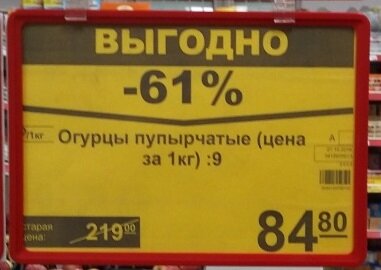 ВЫГОДНО
-61%
/1кг
Огурцы пупырчатые (цена
за 1кг) :9
А
старая
цена:
219 00
84 80